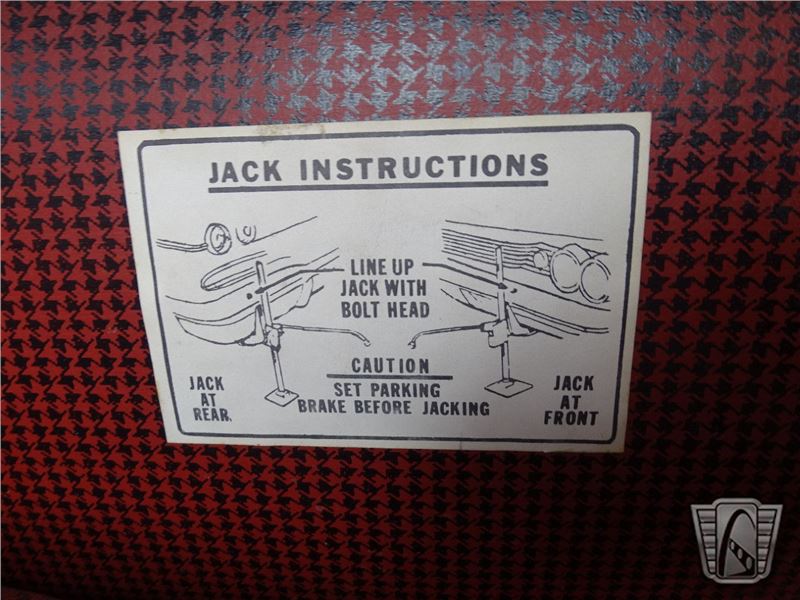 JACK INSTRUCTIONS
LINE UP
JACK WITH
BOLT HEAD
CAUTION
SET PARKING
BRAKE BEFORE JACKING
JACK
AT
REAR.
JACK
AT
FRONT